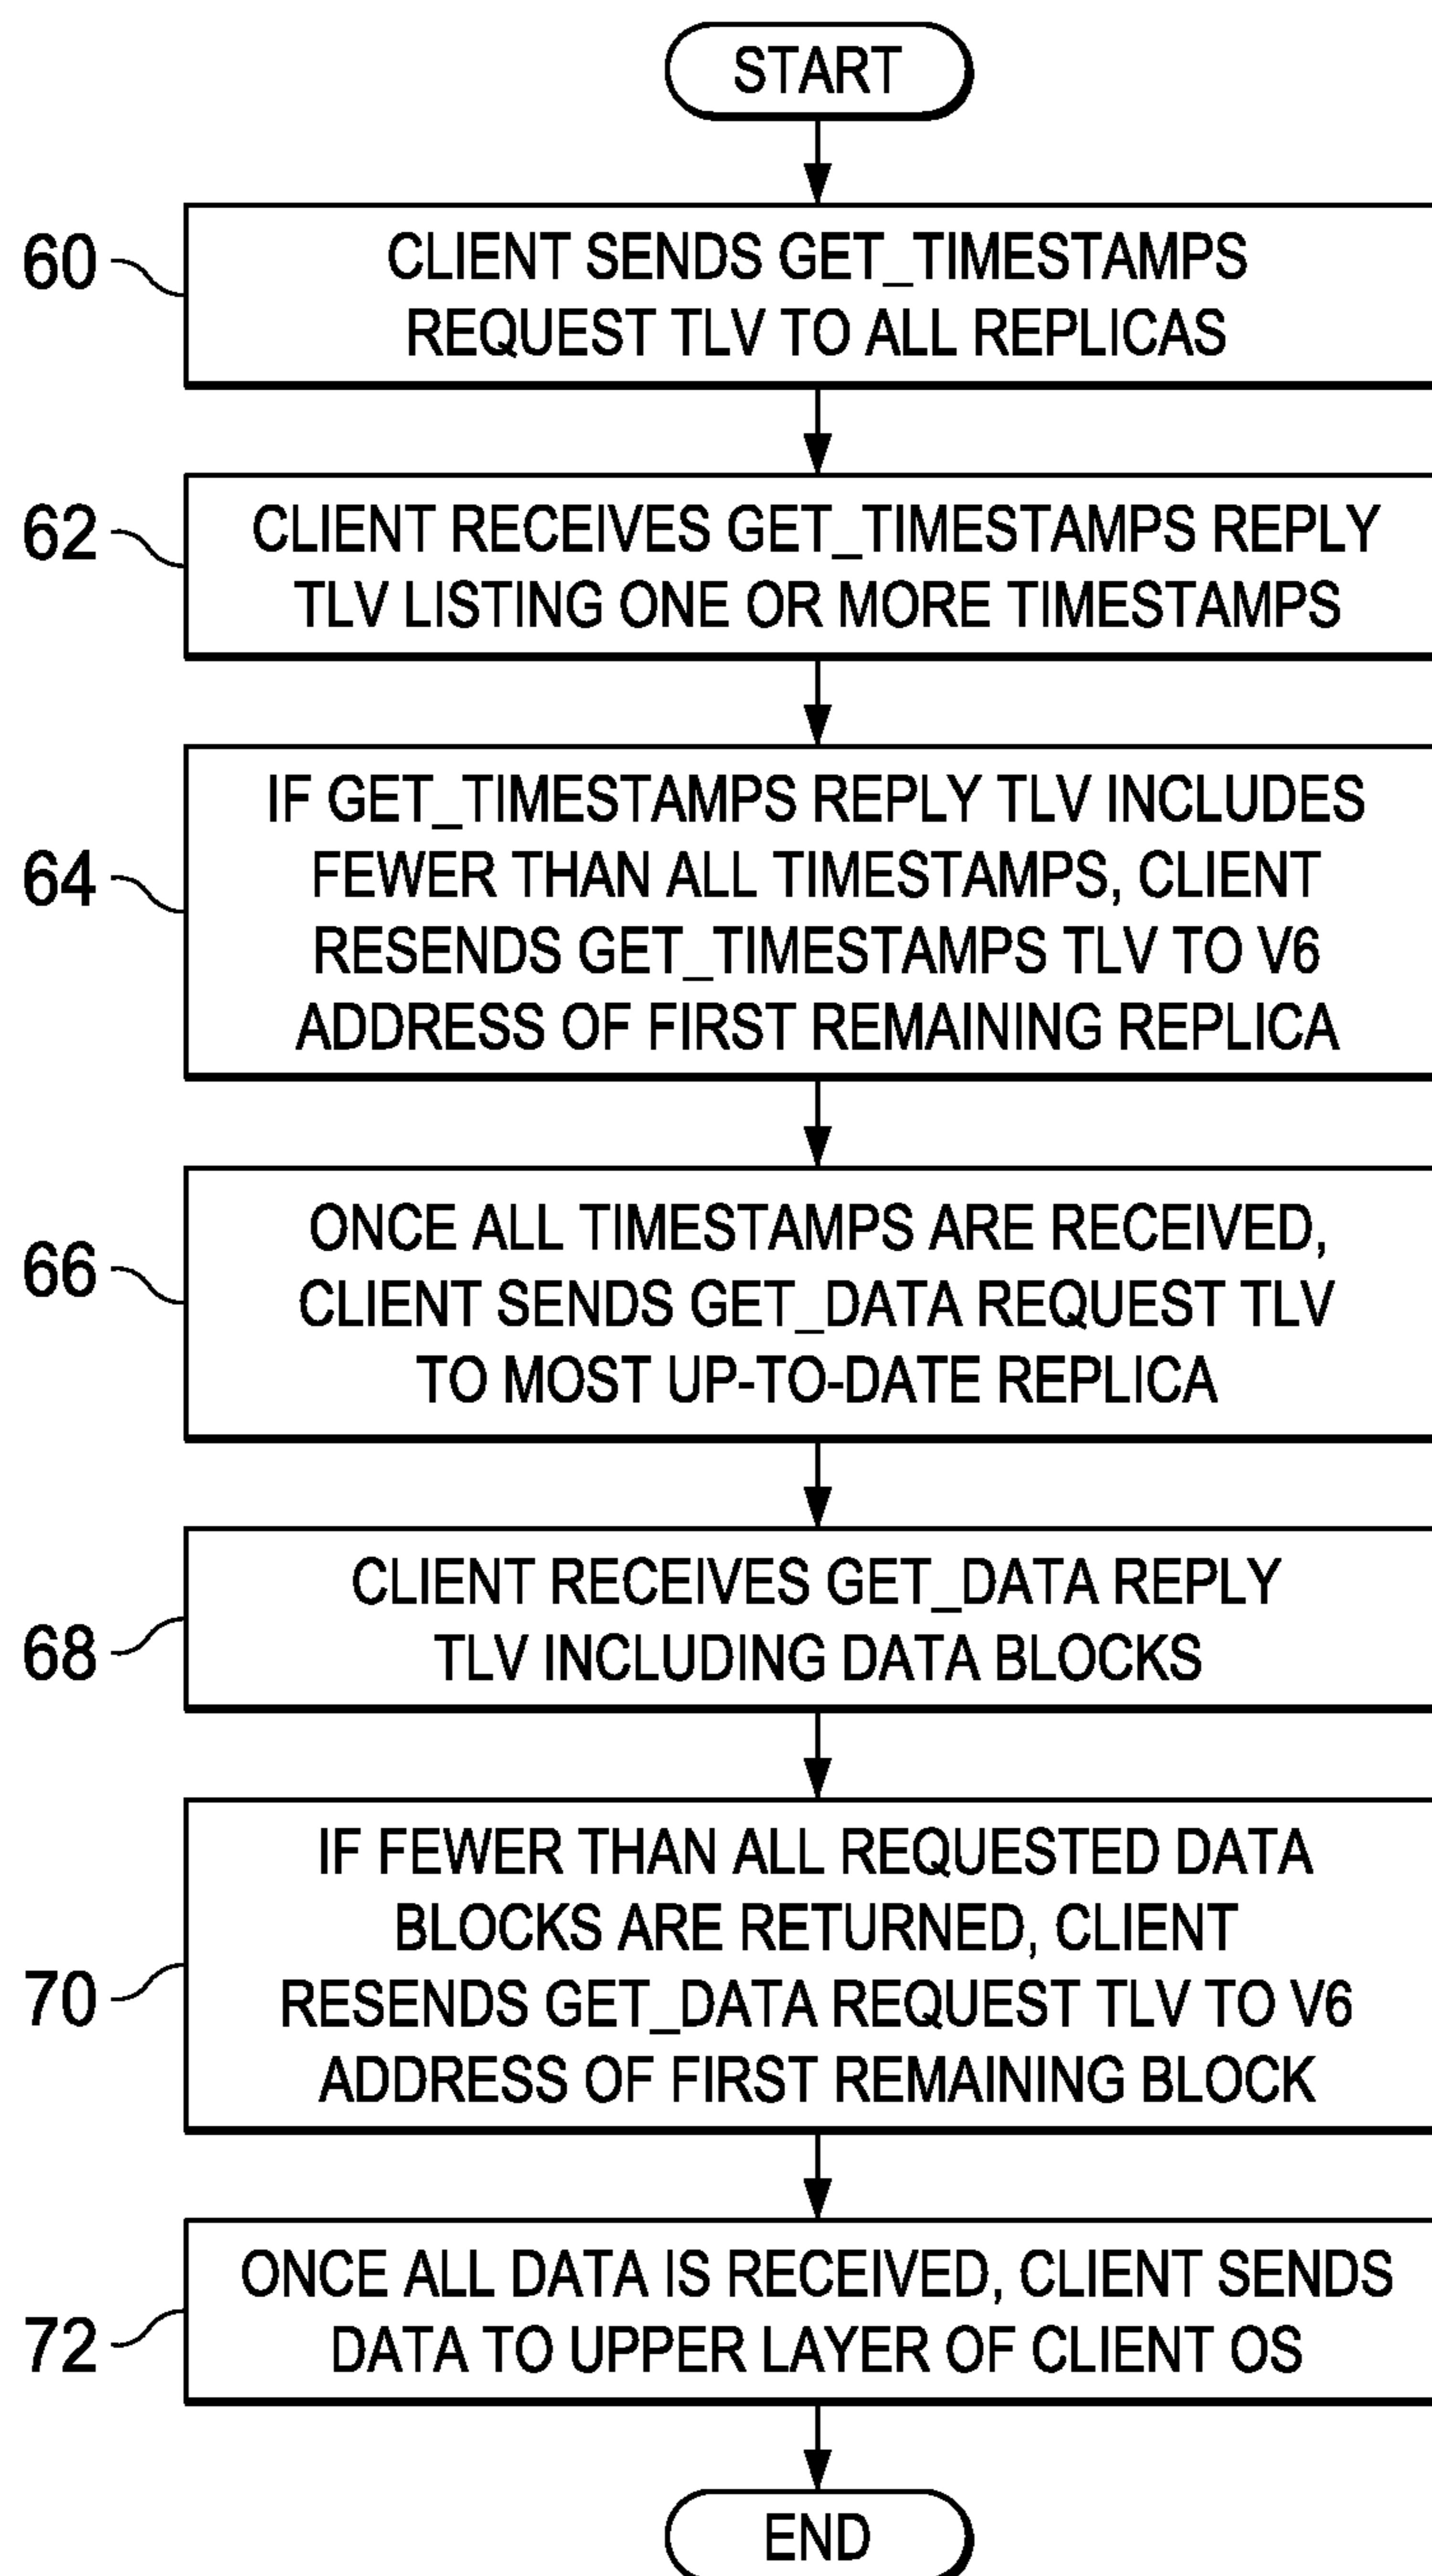 START
60
CLIENT SENDS GET_TIMESTAMPS
REQUEST TLV TO ALL REPLICAS
62
CLIENT RECEIVES GET_TIMESTAMPS REPLY
TLV LISTING ONE OR MORE TIMESTAMPS
64
IF GET_TIMESTAMPS REPLY TLV INCLUDES
FEWER THAN ALL TIMESTAMPS, CLIENT
RESENDS GET_TIMESTAMPS TLV TO V6
ADDRESS OF FIRST REMAINING REPLICA
66
ONCE ALL TIMESTAMPS ARE RECEIVED,
CLIENT SENDS GET_DATA REQUEST TLV
TO MOST UP-TO-DATE REPLICA
68
CLIENT RECEIVES GET_DATA REPLY
TLV INCLUDING DATA BLOCKS
70
IF FEWER THAN ALL REQUESTED DATA
BLOCKS ARE RETURNED, CLIENT
RESENDS GET_DATA REQUEST TLV TO V6
ADDRESS OF FIRST REMAINING BLOCK
72
ONCE ALL DATA IS RECEIVED, CLIENT SENDS
DATA TO UPPER LAYER OF CLIENT OS
END